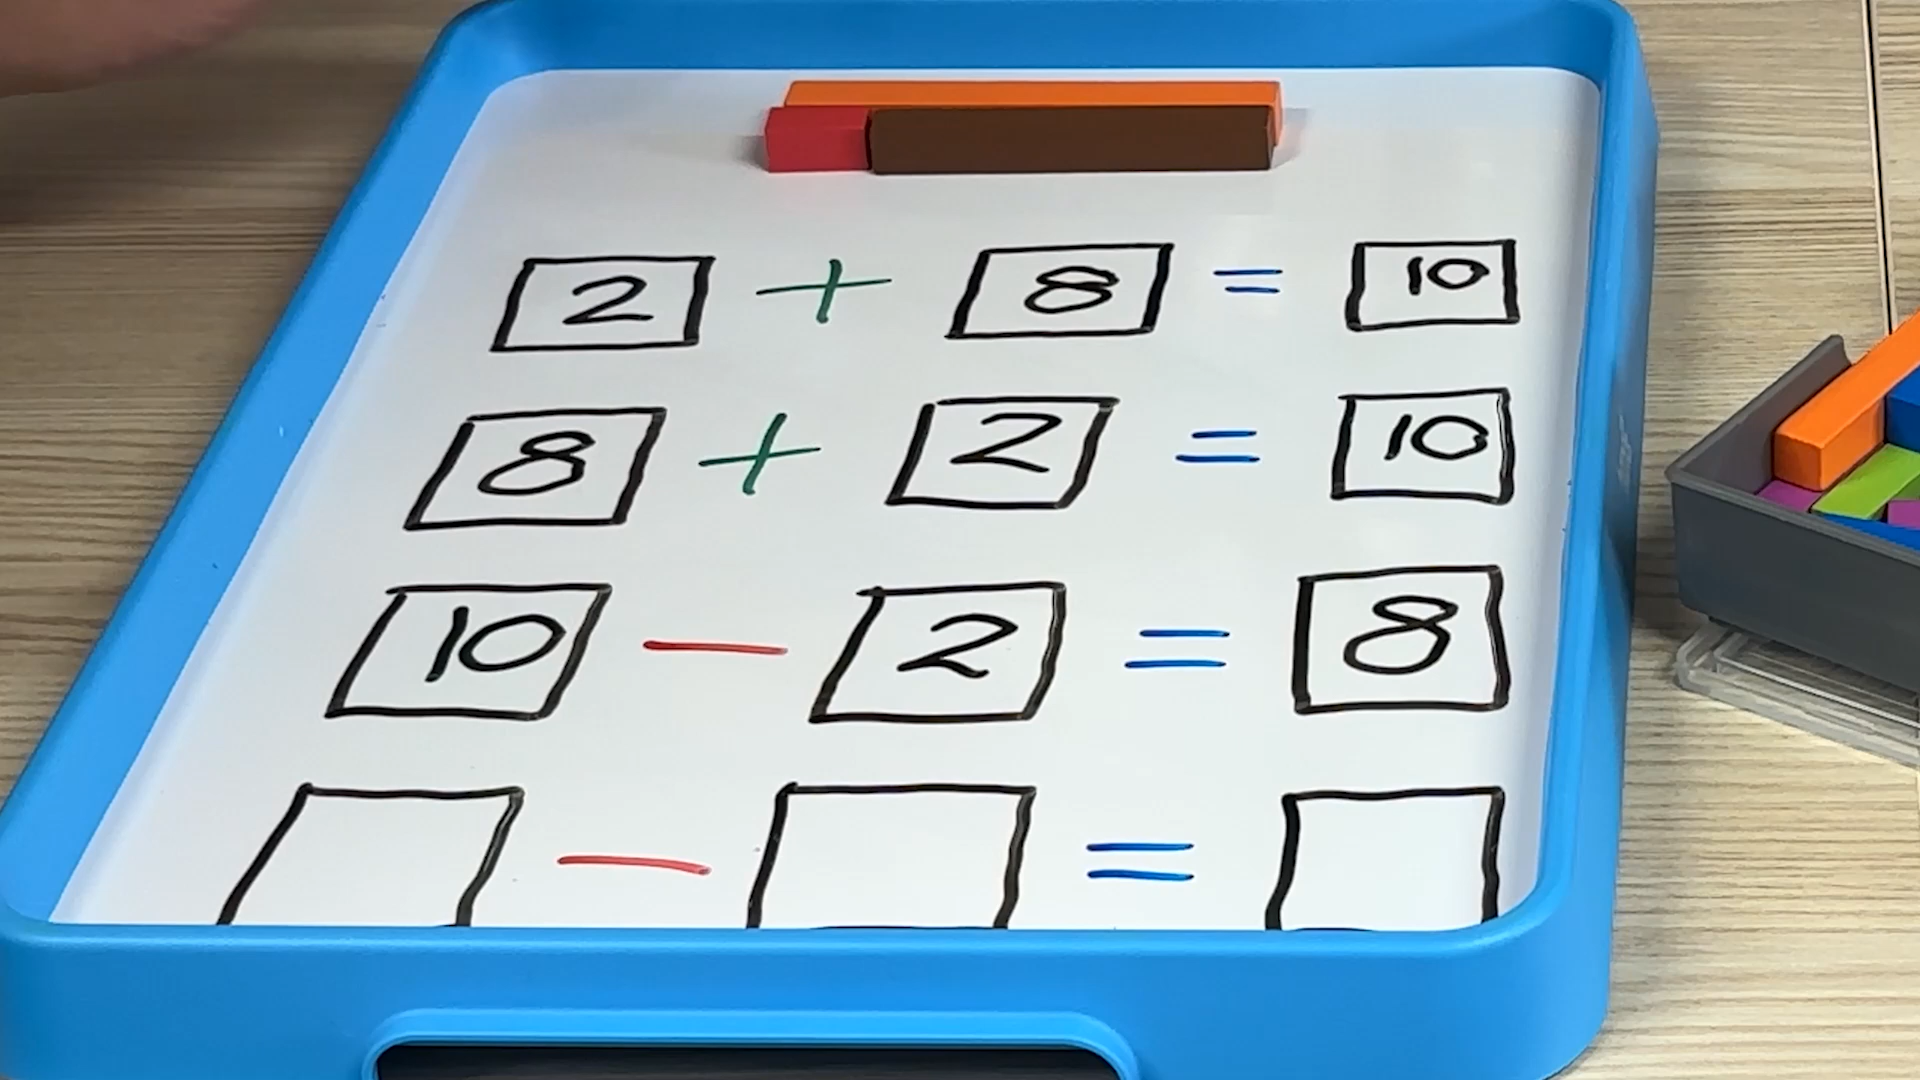 2 + 8 = 10
8 + 2 = 10
10 − 2 = 8
− =